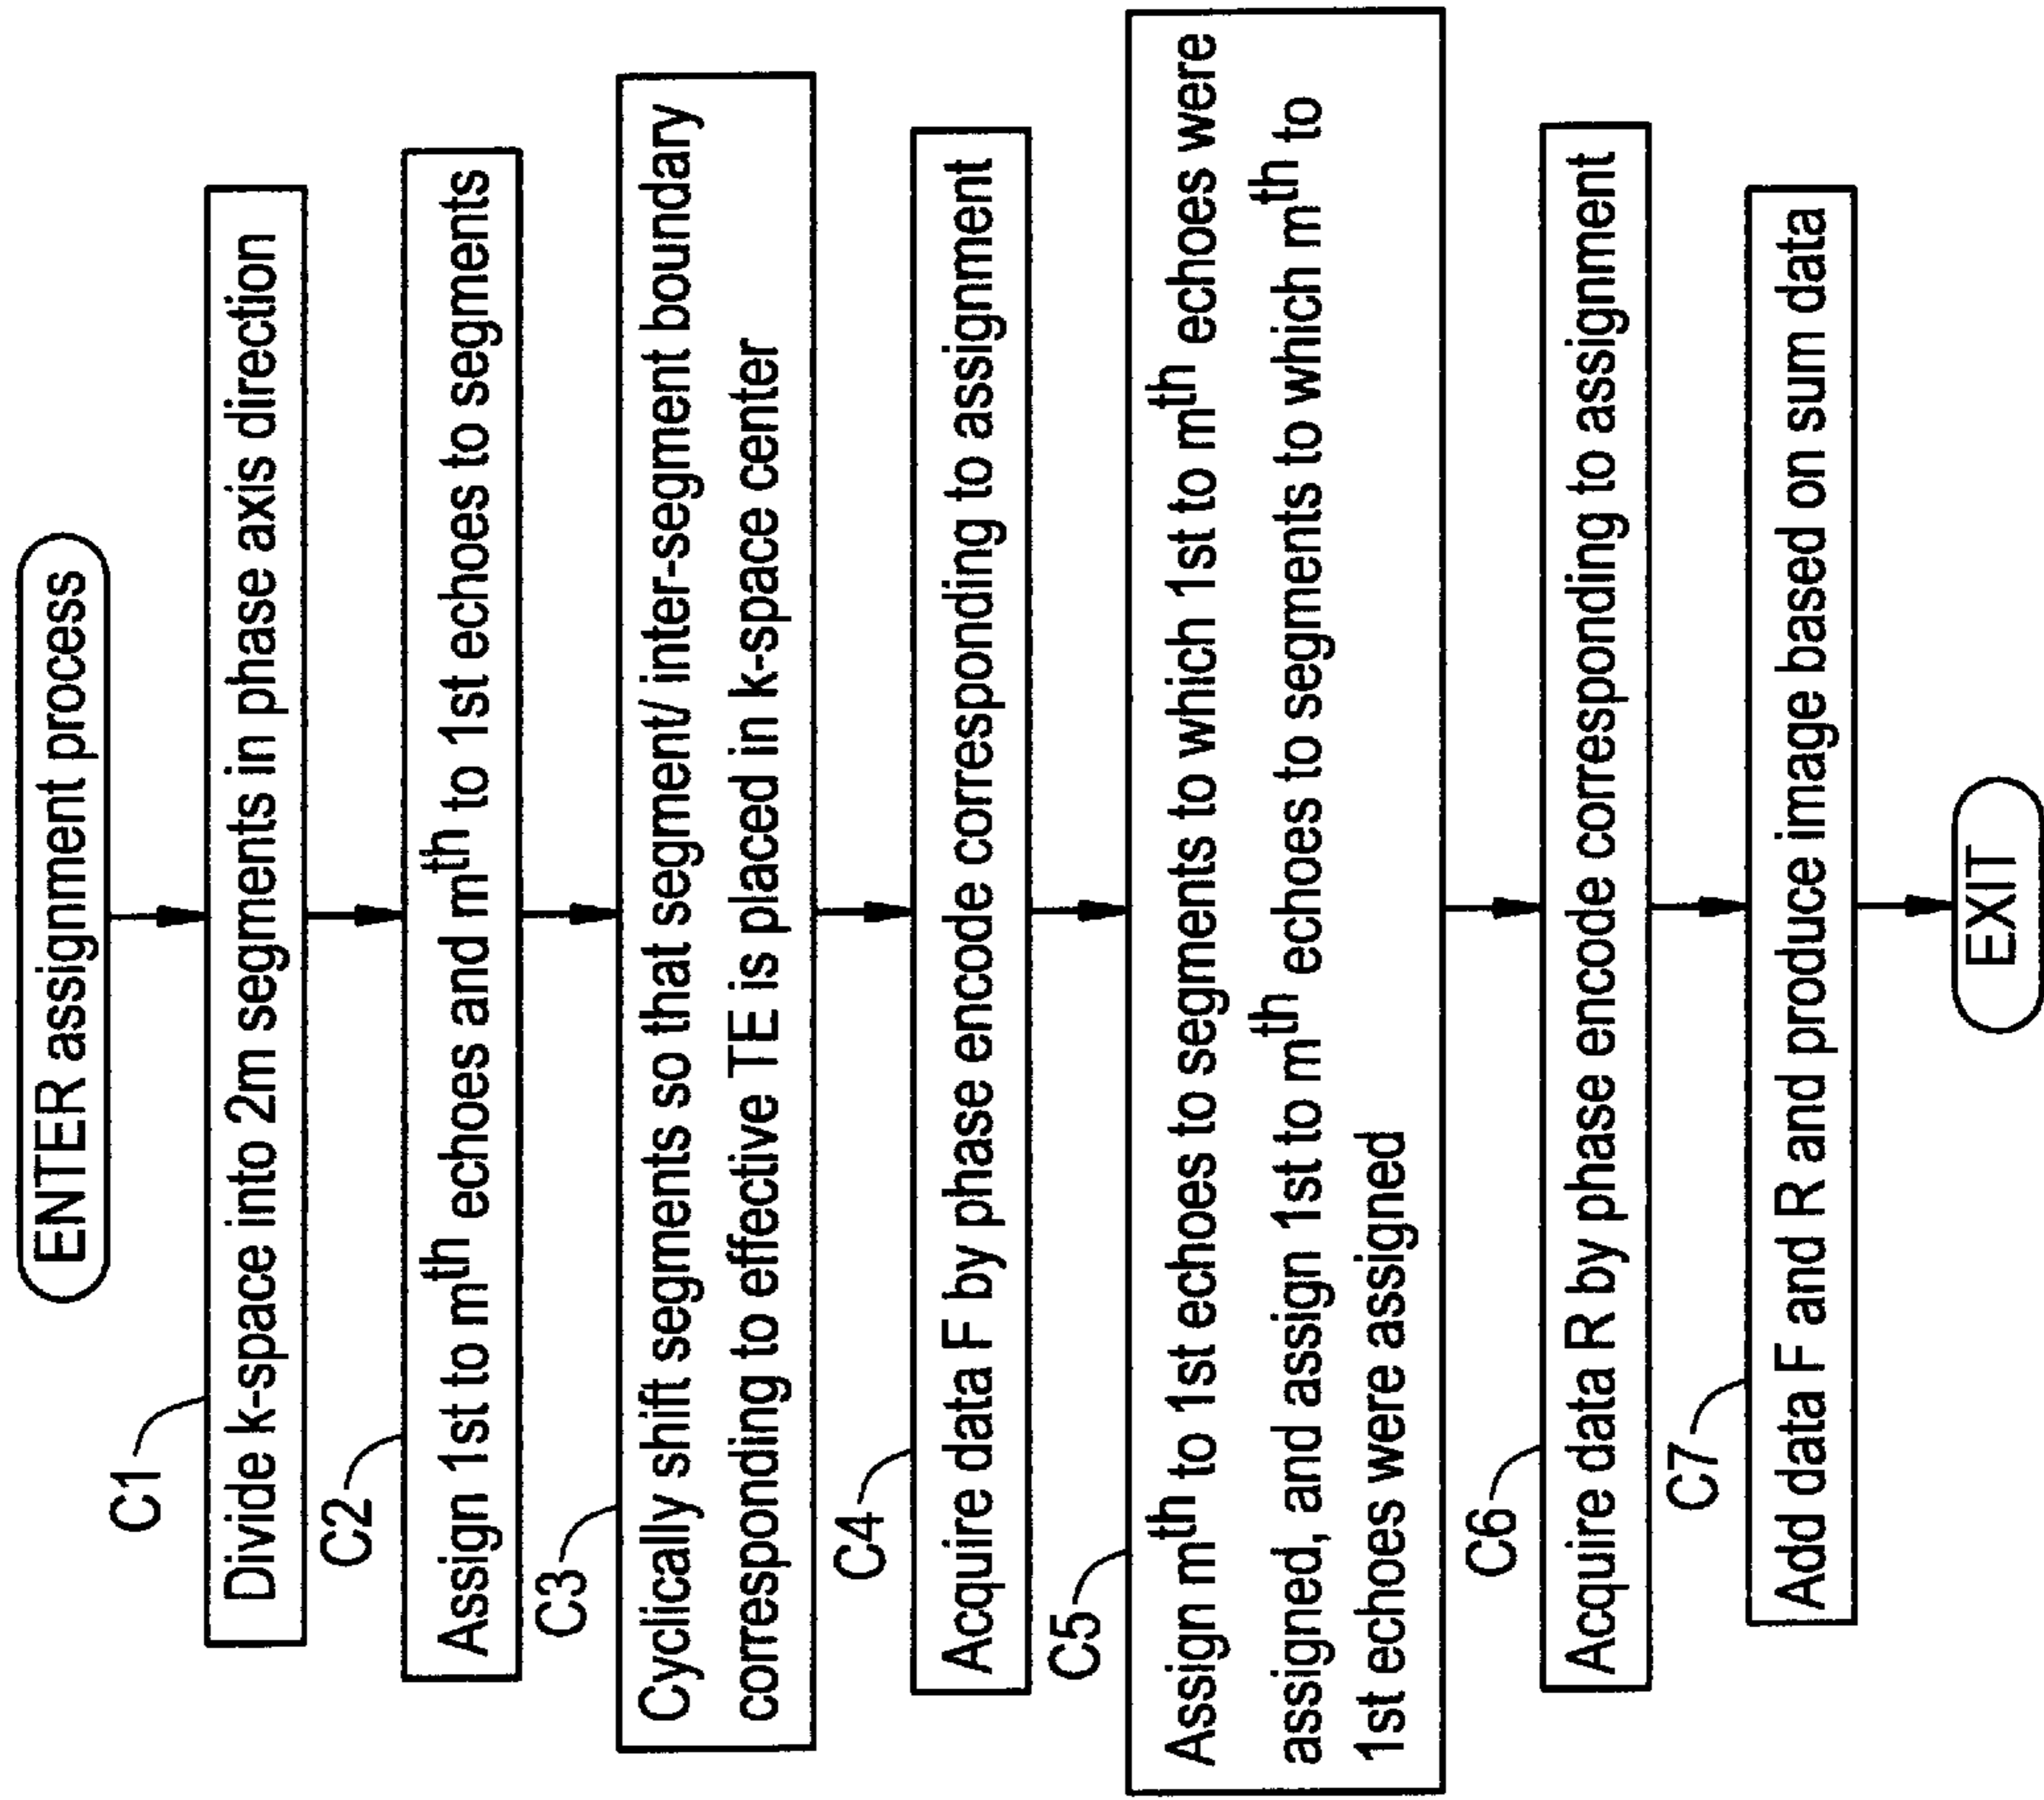 ENTER assignment process
C1
Divide k-space into 2m segments in phase axis direction
C2
Assign 1st to mth echoes and mth to 1st echoes to segments
C3
Cyclically shift segments so that segment/ inter-segment boundary
corresponding to effective TE is placed in k-space center
C4
Acquire data F by phase encode corresponding to assignment
C5
Assign mth to 1st echoes to segments to which 1st to mth echoes were
assigned, and assign 1st to mth echoes to segments to which mth to
1st echoes were assigned
C6
Acquire data R by phase encode corresponding to assignment
C7
Add data F and R and produce image based on sum data
EXIT